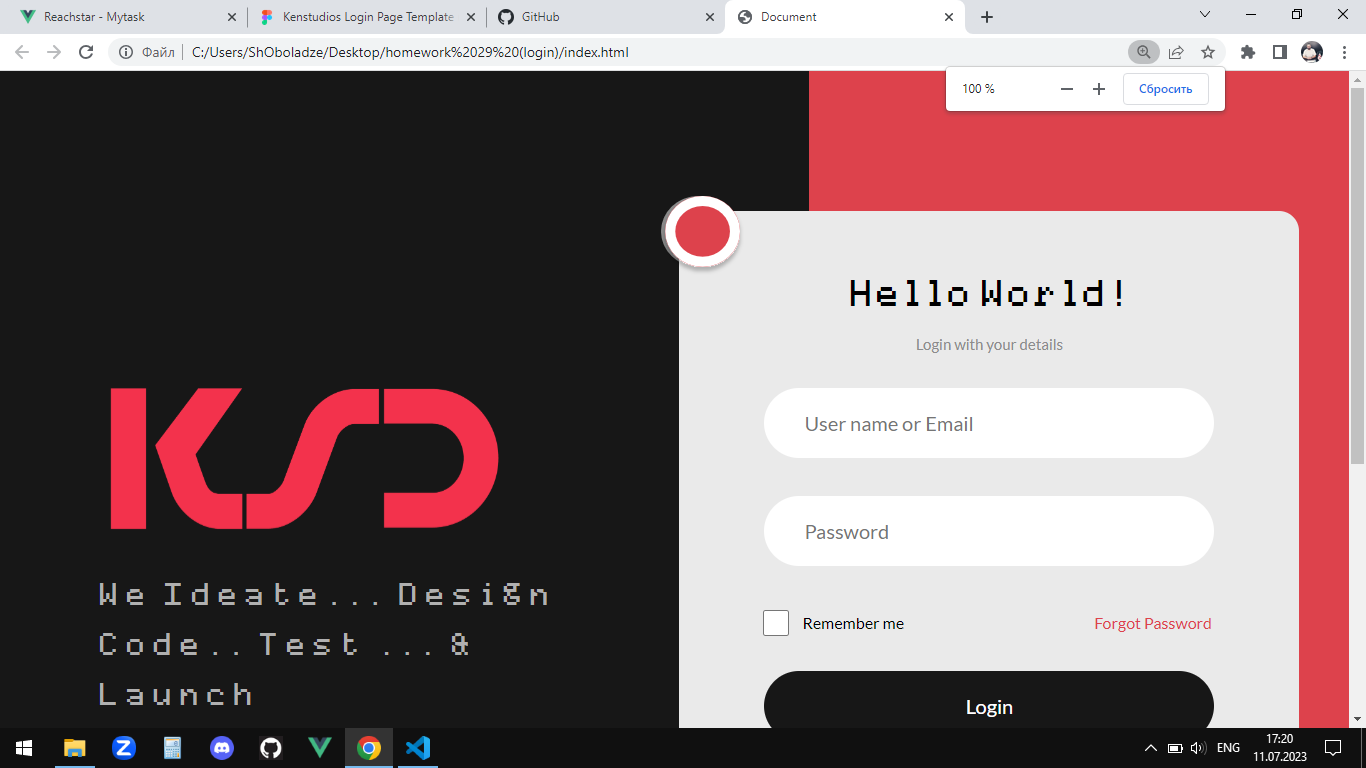 Reachstar - Mytask
Kenstudios Login Page Template
GitHub
Document
Файл
C:/Users/ShOboladze/Desktop/homework%2029%20(login)/index.html
100 %
Сбросить
Hello World!
Login with your details
User name or Email
Password
Remember me
Forgot Password
Login
KSD
We Ideate... Design
Code.. Test ... &
Launch
ENG
17:20
11.07.2023